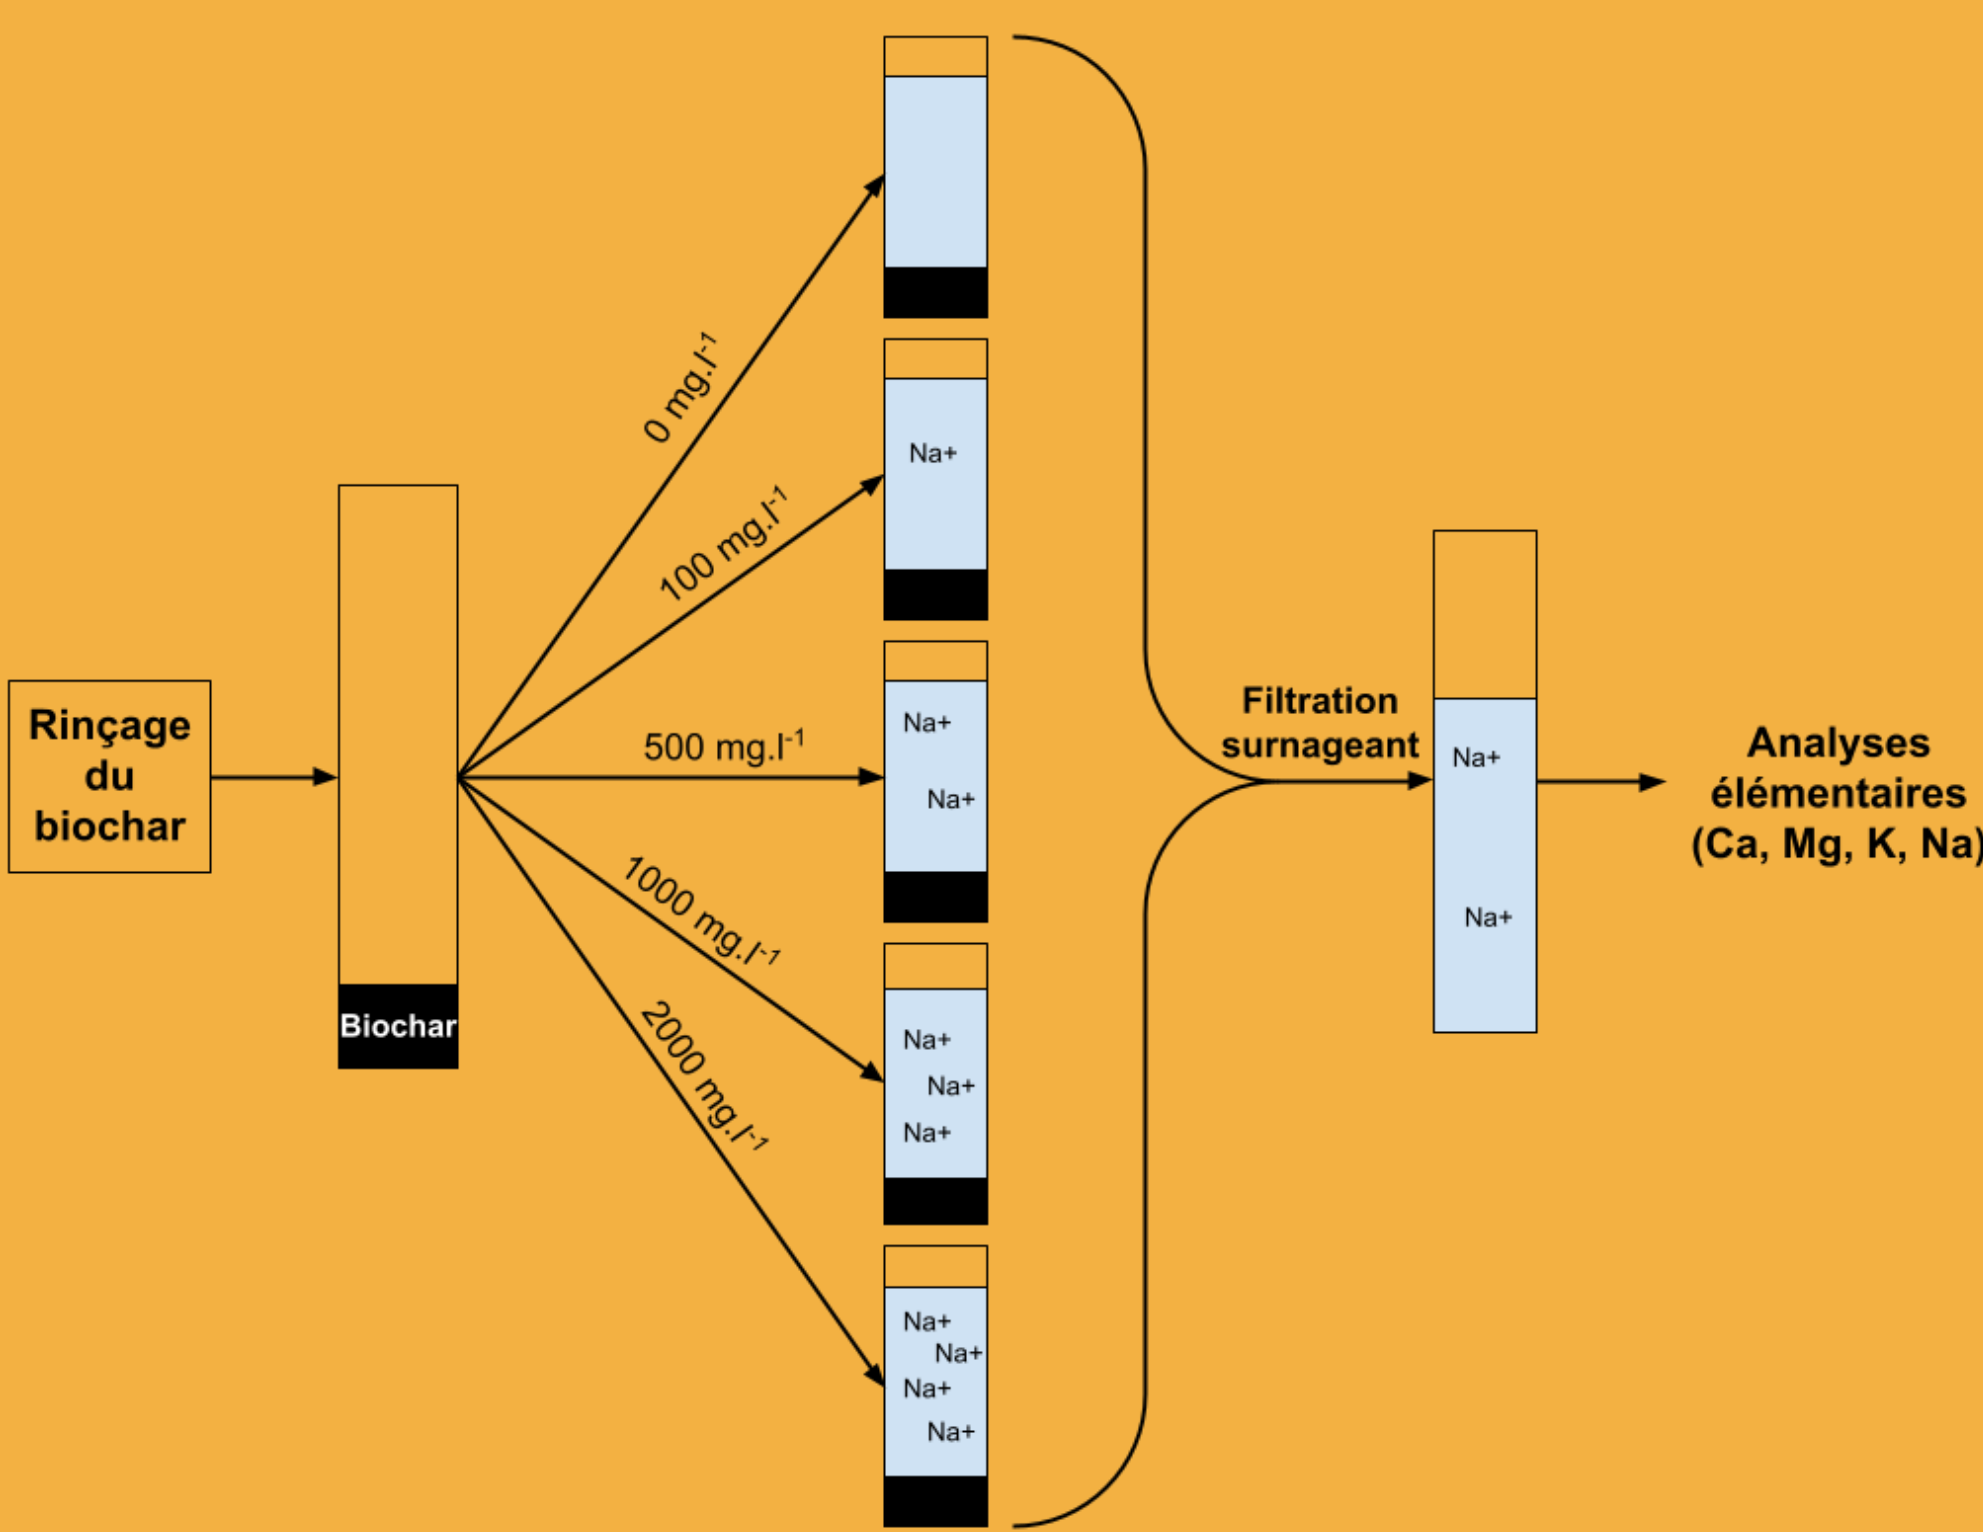 Rinçage
du
biochar
Biochar
0 mg.l-1
100 mg.l-1
500 mg.l-1
1000 mg.l-1
2000 mg.l-1
Na+
Na+
Na+
Na+
Na+
Na+
Na+
Na+
Na+
Na+
Filtration
surnageant
Na+
Na+
Analyses
élémentaires
(Ca, Mg, K, Na)